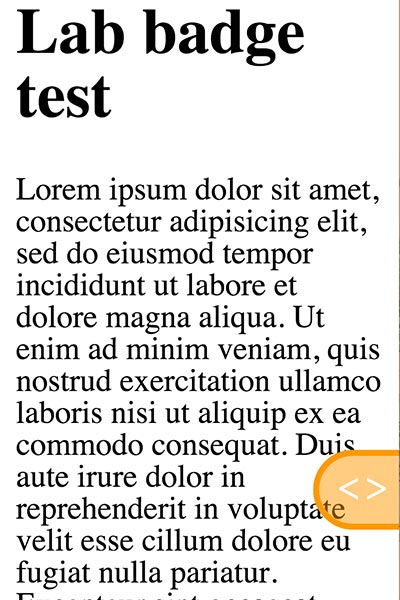 Lab badge
test
Lorem ipsum dolor sit amet,
consectetur adipisicing elit,
sed do eiusmod tempor
incididunt ut labore et
dolore magna aliqua. Ut
enim ad minim veniam, quis
nostrud exercitation ullamco
laboris nisi ut aliquip ex ea
commodo consequat. Duis
aute irure dolor in
< >
reprehenderit in voluptate
velit esse cillum dolore eu
fugiat nulla pariatur.